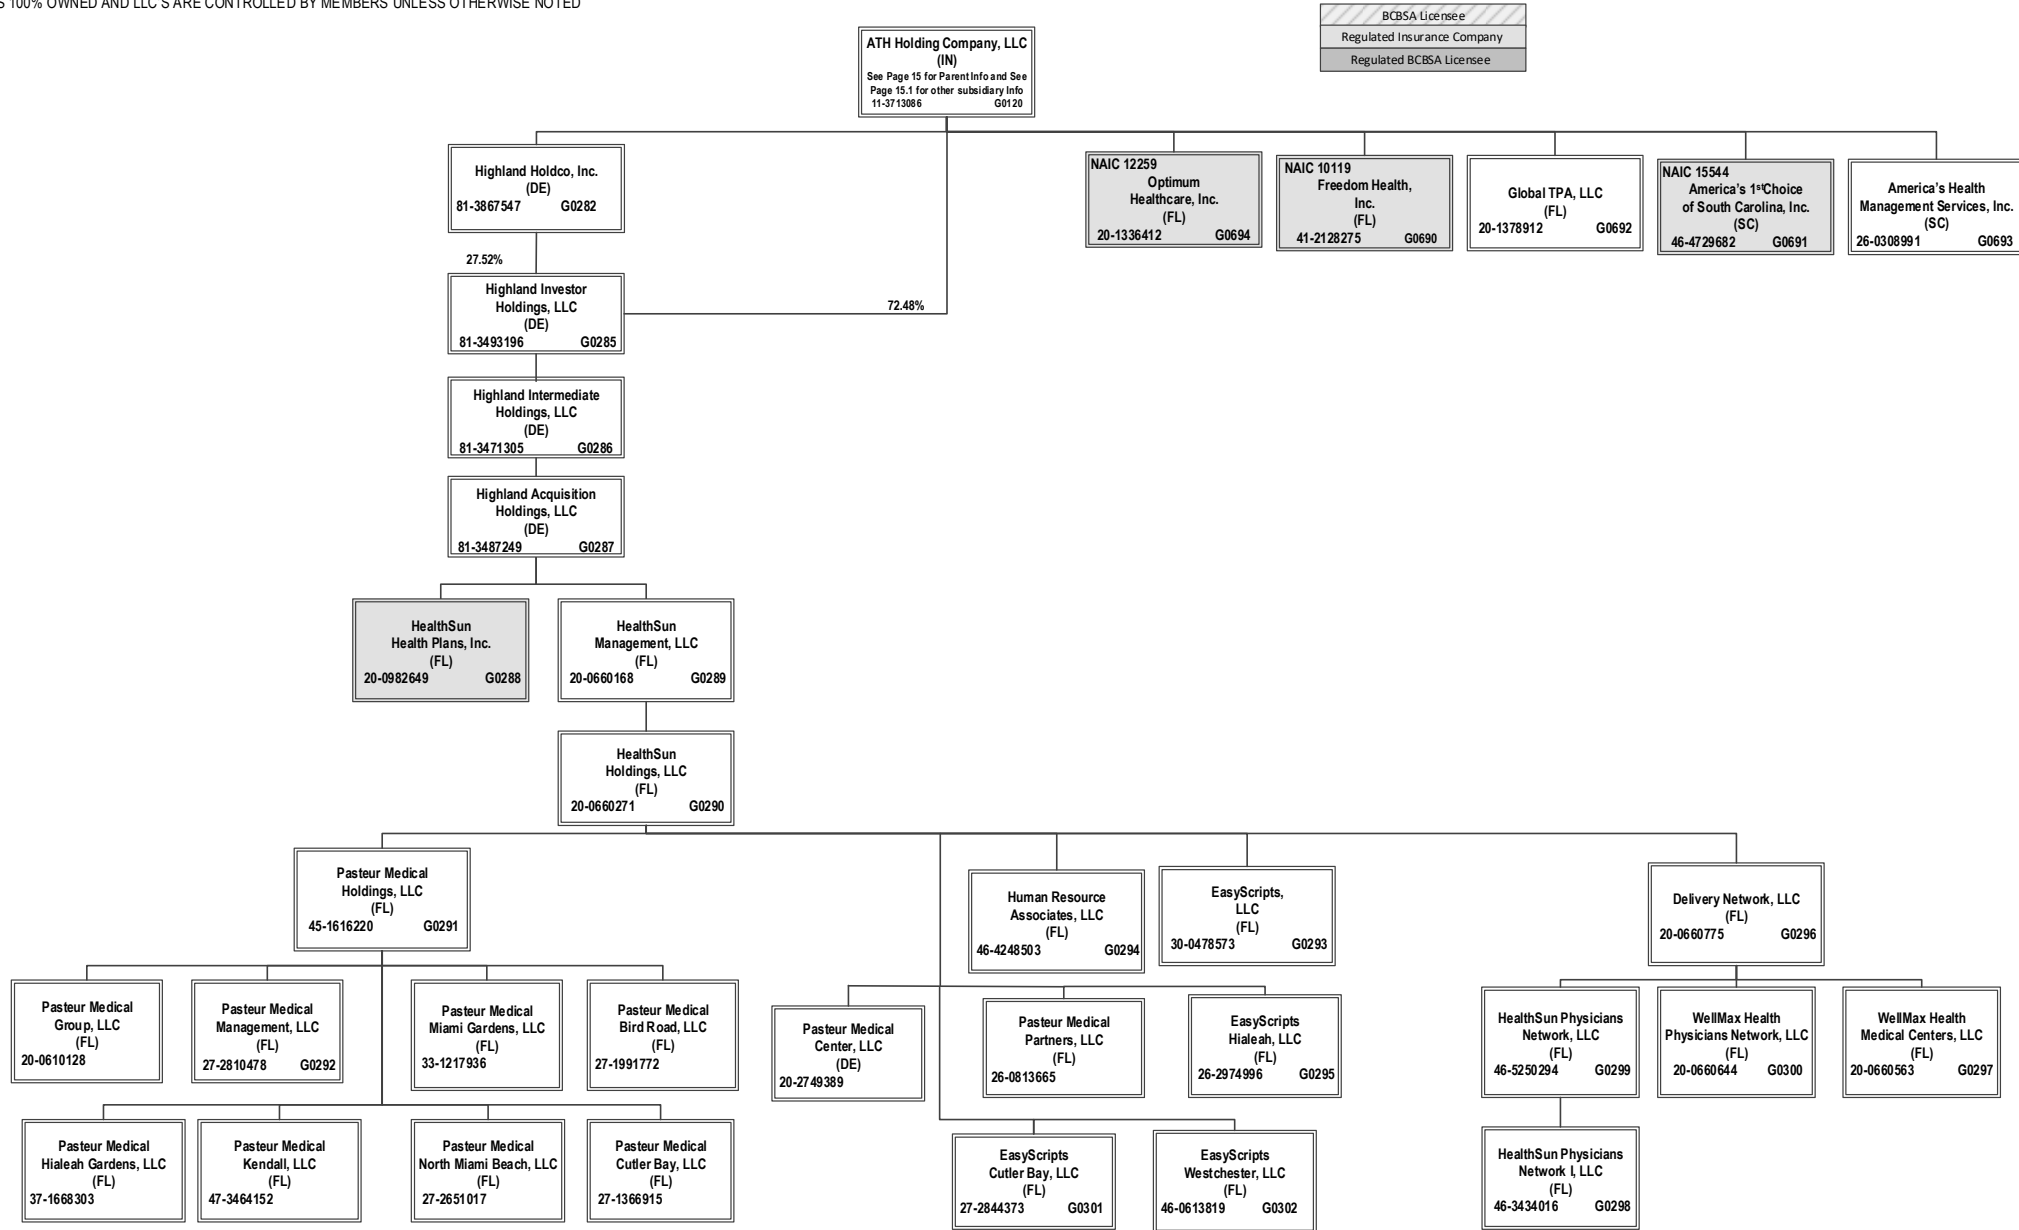 S 100% OWNED AND LLC'S ARE CONTROLLED BY MEMBERS UNLESS OTHERWISE NOTED
BCBSA Licensee
Regulated Insurance Company
Regulated BCBSA Licensee
ATH Holding Company, LLC
(IN)
See Page 15 for Parent Info and See
Page 15.1 for other subsidiary Info
11-3713086 G0120
Highland Holdco, Inc.
(DE)
81-3867547 G0282
NAIC 12259
Optimum
Healthcare, Inc.
(FL)
20-1336412 G0694
NAIC 10119
Freedom Health,
Inc.
(FL)
41-2128275 G0690
Global TPA, LLC
(FL)
20-1378912 G0692
NAIC 15544
America's 1stChoice
of South Carolina, Inc.
(SC)
46-4729682 G0691
America's Health
Management Services, Inc.
(SC)
26-0308991 G0693
27.52%
72.48%
Highland Investor
Holdings, LLC
(DE)
81-3493196 G0285
Highland Intermediate
Holdings, LLC
(DE)
81-3471305 G0286
Highland Acquisition
Holdings, LLC
(DE)
81-3487249 G0287
HealthSun
Health Plans, Inc.
(FL)
20-0982649 G0288
HealthSun
Management, LLC
(FL)
20-0660168 G0289
HealthSun
Holdings, LLC
(FL)
20-0660271 G0290
Pasteur Medical
Holdings, LLC
(FL)
45-1616220 G0291
Human Resource
Associates, LLC
(FL)
46-4248503 G0294
EasyScripts,
LLC
(FL)
30-0478573 G0293
Delivery Network, LLC
(FL)
20-0660775 G0296
Pasteur Medical
Group, LLC
(FL)
20-0610128
Pasteur Medical
Management, LLC
(FL)
27-2810478 G0292
Pasteur Medical
Miami Gardens, LLC
(FL)
33-1217936
Pasteur Medical
Bird Road, LLC
(FL)
27-1991772
Pasteur Medical
Center, LLC
(DE)
20-2749389
Pasteur Medical
Partners, LLC
(FL)
26-0813665
EasyScripts
Hialeah, LLC
(FL)
26-2974996 G0295
HealthSun Physicians
Network, LLC
(FL)
46-5250294 G0299
WellMax Health
Physicians Network, LLC
(FL)
20-0660644 G0300
WellMax Health
Medical Centers, LLC
(FL)
20-0660563 G0297
Pasteur Medical
Hialeah Gardens, LLC
(FL)
37-1668303
Pasteur Medical
Kendall, LLC
(FL)
47-3464152
Pasteur Medical
North Miami Beach, LLC
(FL)
27-2651017
Pasteur Medical
Cutler Bay, LLC
(FL)
27-1366915
EasyScripts
Cutler Bay, LLC
(FL)
27-2844373 G0301
EasyScripts
Westchester, LLC
(FL)
46-0613819 G0302
HealthSun Physicians
Network I, LLC
(FL)
46-3434016 G0298